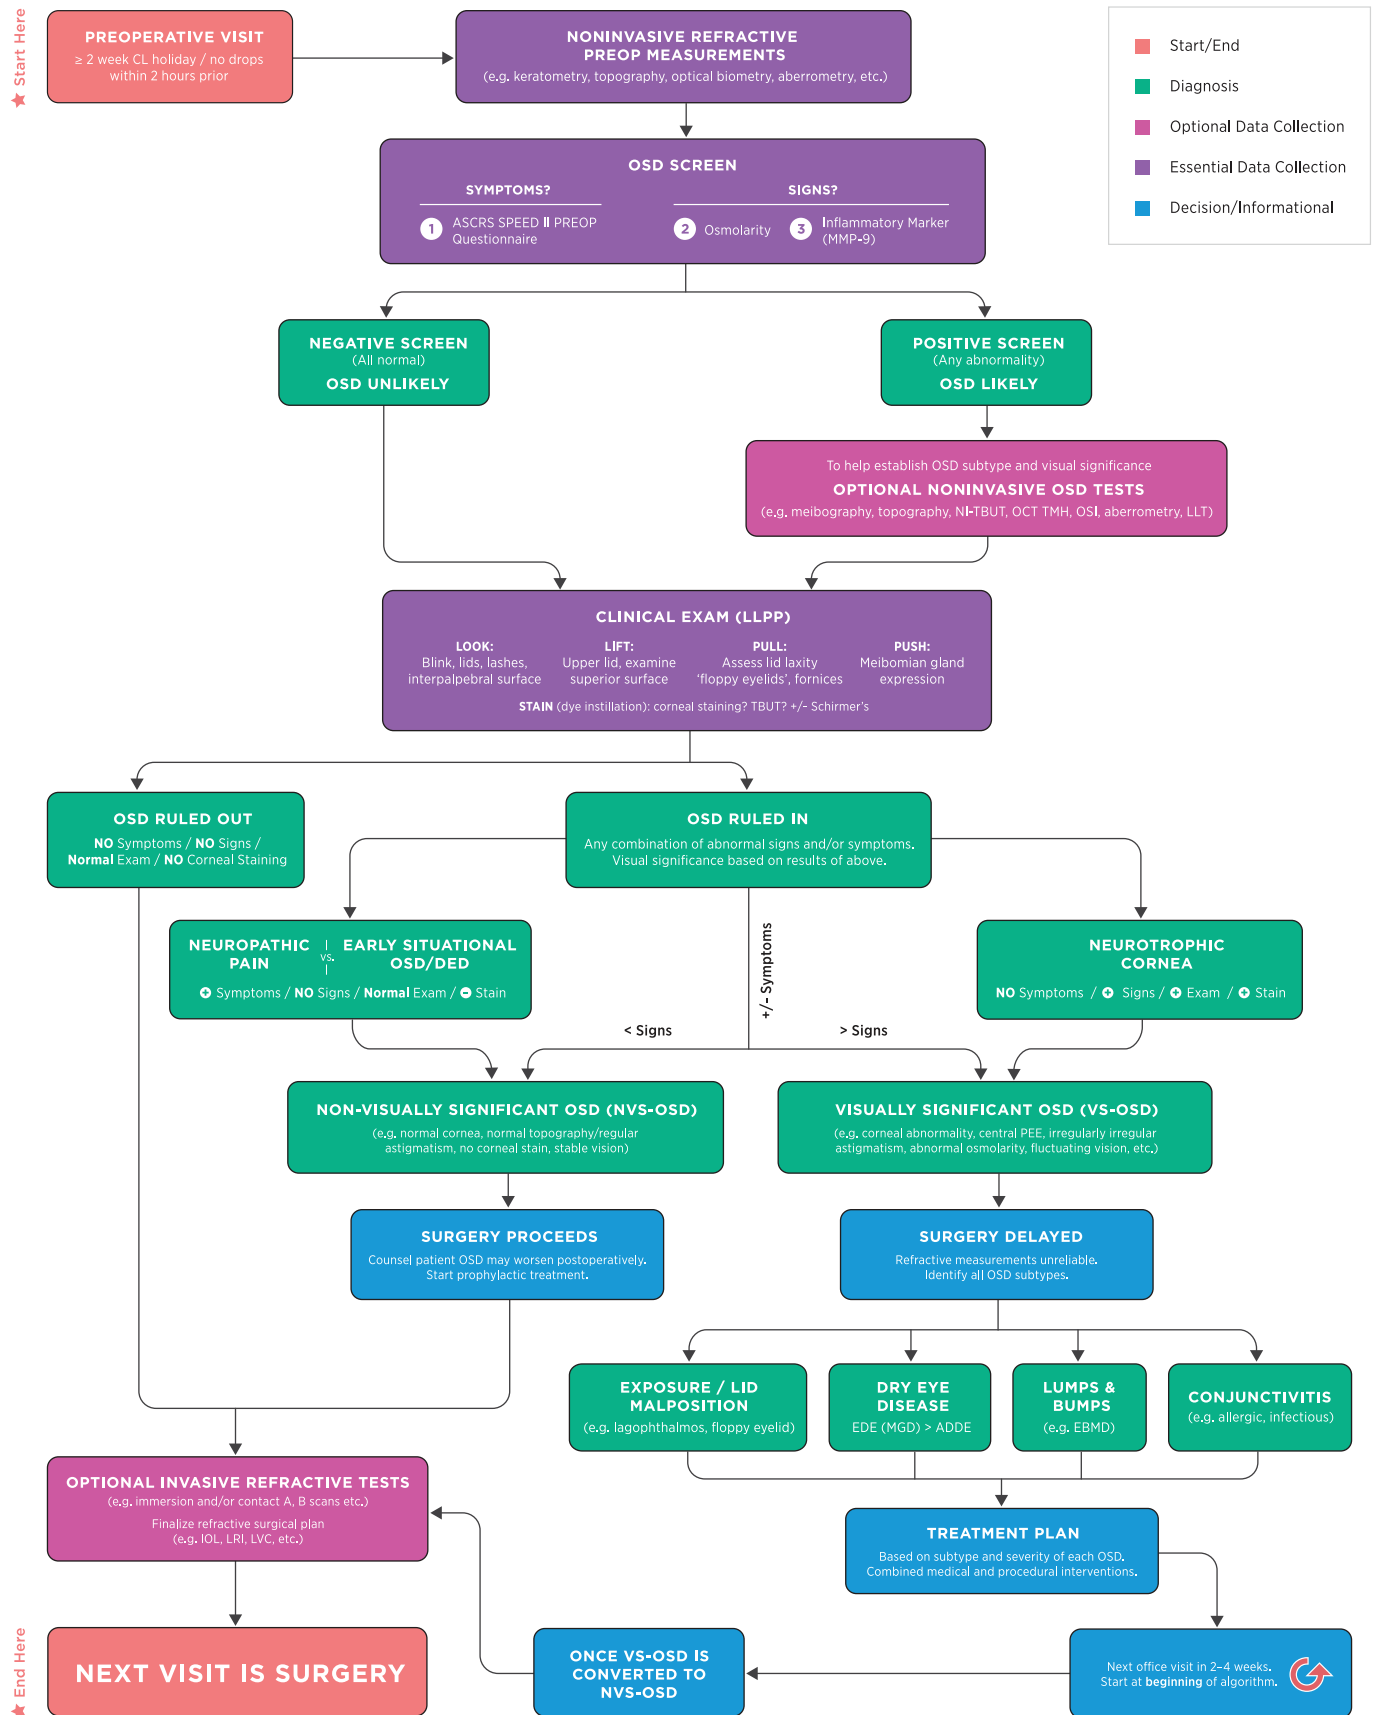 Start Here
PREOPERATIVE VISIT
≥ 2 week CL holiday / no drops
within 2 hours prior
NONINVASIVE REFRACTIVE
PREOP MEASUREMENTS
(e.g. keratometry, topography, optical biometry, aberrometry, etc.)
Start/End
Diagnosis
Optional Data Collection
Essential Data Collection
Decision/Informational
OSD SCREEN
SYMPTOMS?
1 ASCRS SPEED II PREOP
Questionnaire
SIGNS?
2 Osmolarity
3 Inflammatory Marker
(MMP-9)
NEGATIVE SCREEN
(All normal)
OSD UNLIKELY
POSITIVE SCREEN
(Any abnormality)
OSD LIKELY
To help establish OSD subtype and visual significance
OPTIONAL NONINVASIVE OSD TESTS
(e.g. meibography, topography, NI-TBUT, OCT TMH, OSI, aberrometry, LLT)
CLINICAL EXAM (LLPP)
LOOK:
Blink, lids, lashes,
interpalpebral surface
LIFT:
Upper lid, examine
superior surface
PULL:
Assess lid laxity
‘floppy eyelids’, fornices
PUSH:
Meibomian gland
expression
STAIN (dye instillation): corneal staining? TBUT? +/– Schirmer’s
OSD RULED OUT
NO Symptoms / NO Signs /
Normal Exam / NO Corneal Staining
OSD RULED IN
Any combination of abnormal signs and/or symptoms.
Visual significance based on results of above.
NEUROPATHIC
PAIN
vs.
EARLY SITUATIONAL
OSD/DED
+ Symptoms / NO Signs / Normal Exam / – Stain
+/– Symptoms
NEUROTROPHIC
CORNEA
NO Symptoms / + Signs / + Exam / + Stain
< Signs
> Signs
NON-VISUALLY SIGNIFICANT OSD (NVS-OSD)
(e.g. normal cornea, normal topography/regular
astigmatism, no corneal stain, stable vision)
VISUALLY SIGNIFICANT OSD (VS-OSD)
(e.g. corneal abnormality, central PEE, irregularly irregular
astigmatism, abnormal osmolarity, fluctuating vision, etc.)
SURGERY PROCEEDS
Counsel patient OSD may worsen postoperatively.
Start prophylactic treatment.
SURGERY DELAYED
Refractive measurements unreliable.
Identify all OSD subtypes.
EXPOSURE / LID
MALPOSITION
(e.g. lagophthalmos, floppy eyelid)
DRY EYE
DISEASE
EDE (MGD) > ADDE
LUMPS &
BUMPS
(e.g. EBMD)
CONJUNCTIVITIS
(e.g. allergic, infectious)
OPTIONAL INVASIVE REFRACTIVE TESTS
(e.g. immersion and/or contact A, B scans etc.)
Finalize refractive surgical plan
(e.g. IOL, LRI, LVC, etc.)
TREATMENT PLAN
Based on subtype and severity of each OSD.
Combined medical and procedural interventions.
End Here
NEXT VISIT IS SURGERY
ONCE VS-OSD IS
CONVERTED TO
NVS-OSD
Next office visit in 2–4 weeks.
Start at beginning of algorithm.